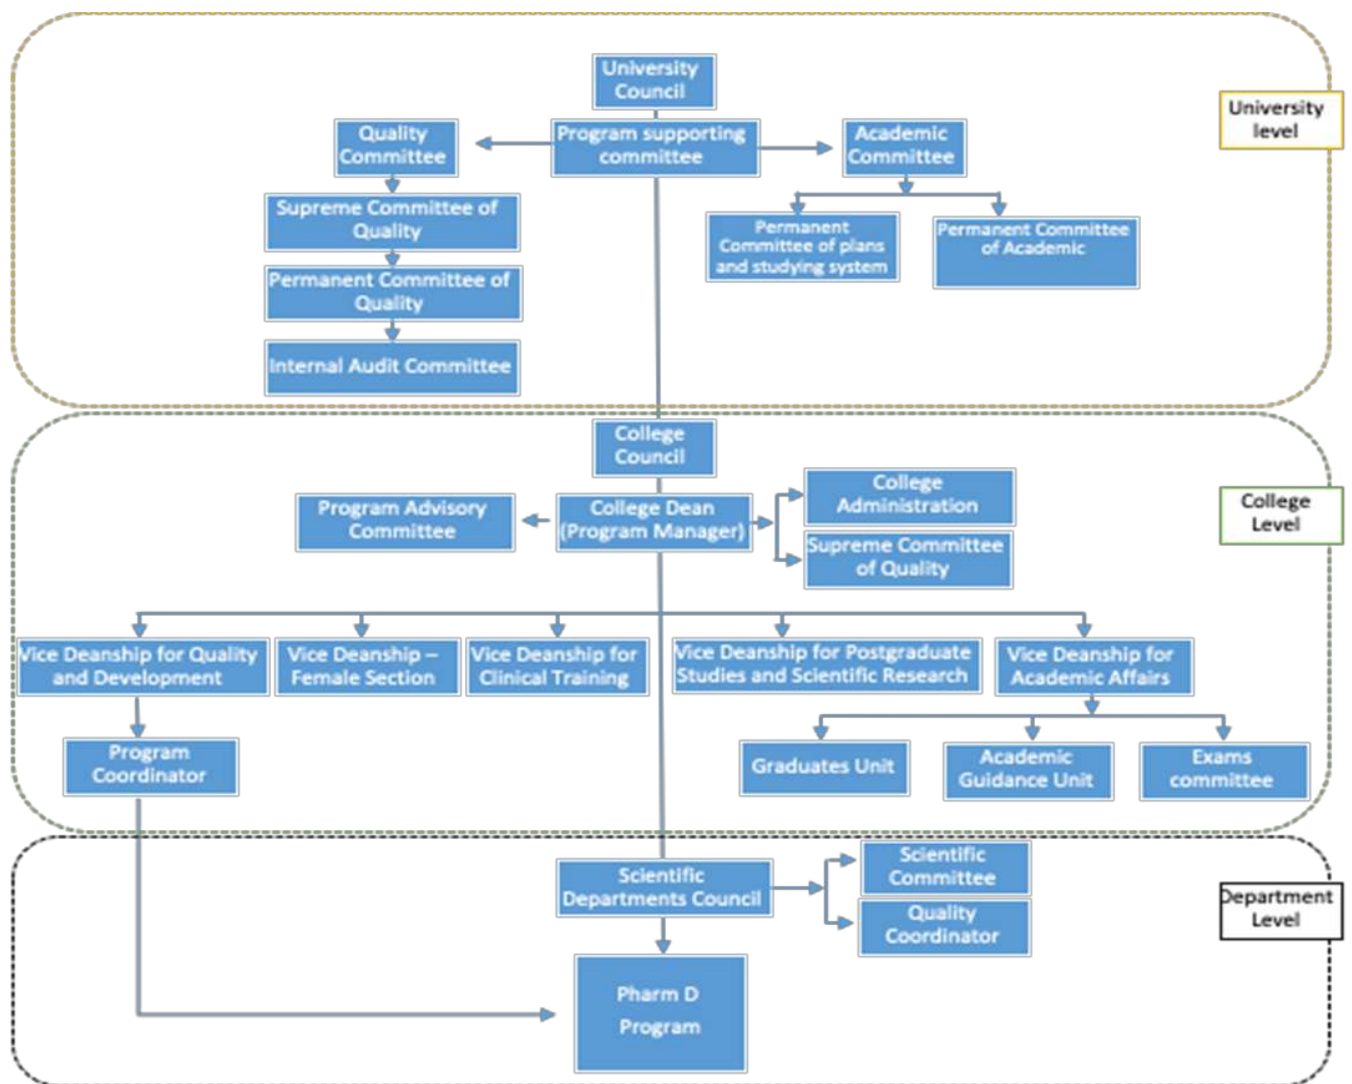 University
Council
University
level
Quality
Committee
Program supporting
committee
Academic
Committee
Supreme Committee of
Quality
Permanent
Committee of plans
and studying system
Permanent Committee
of Academic
Permanent Committee of
Quality
Internal Audit Committee
College
Council
College
Level
Program Advisory
Committee
College Dean
(Program Manager)
College
Administration
Supreme Committee
of Quality
Vice Deanship for Quality
and Development
Vice Deanship –
Female Section
Vice Deanship for
Clinical Training
Vice Deanship for Postgraduate
Studies and Scientific Research
Vice Deanship for
Academic Affairs
Program
Coordinator
Graduates Unit
Academic
Guidance Unit
Exams
committee
Scientific
Departments Council
Scientific
Committee
Quality
Coordinator
Department
Level
Pharm D
Program